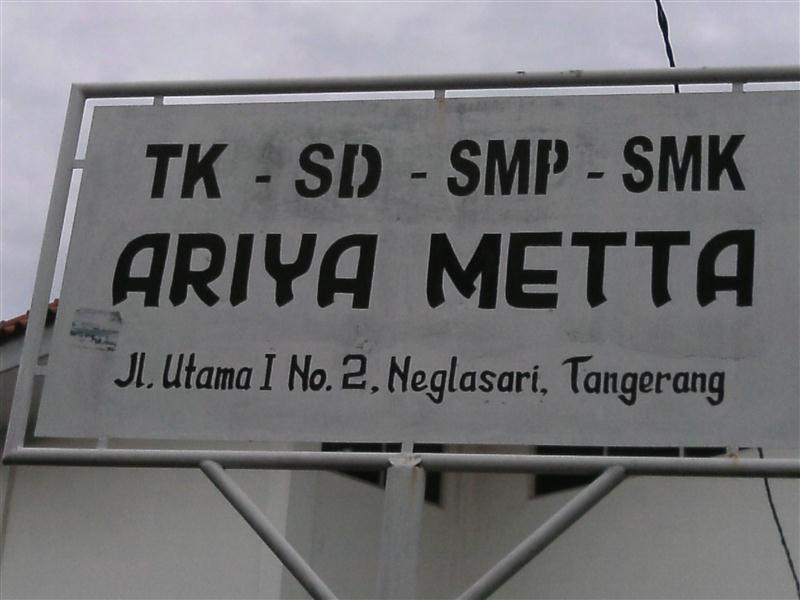 TK - SD - SMP - SMK
ARIYA METTA
Jl. Utama I No. 2, Neglasari, Tangerang